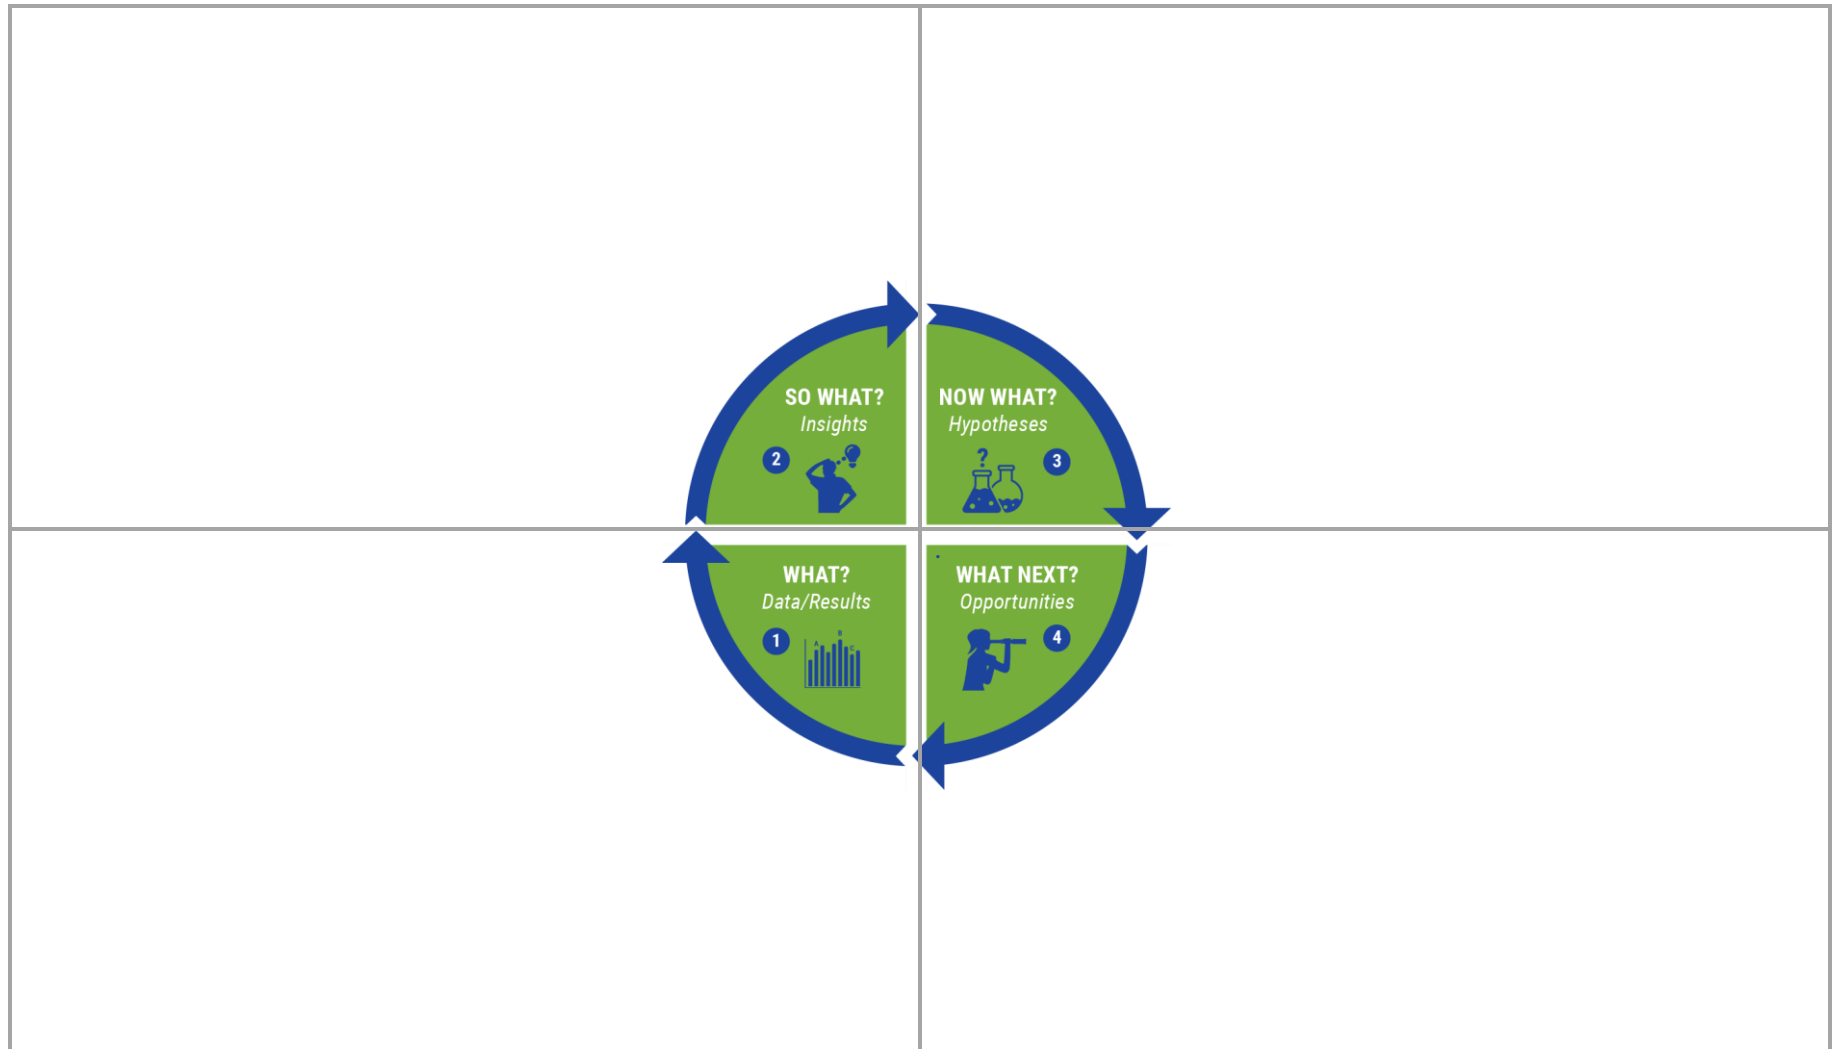 SO WHAT?
Insights
2
NOW WHAT?
Hypotheses
?
3
WHAT?
Data/Results
1
A
B
C
WHAT NEXT?
Opportunities
4